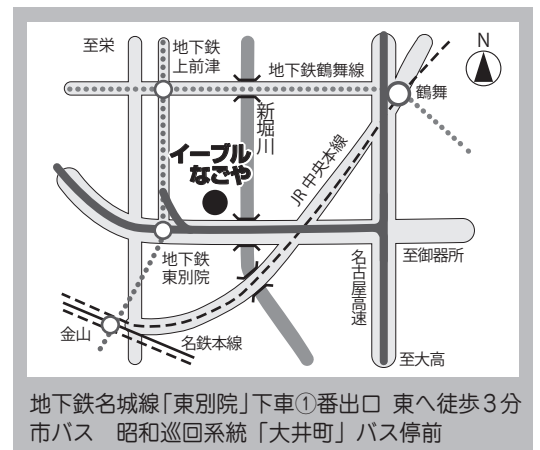 至栄
地下鉄
上前津
地下鉄鶴舞線
N
鶴舞
新堀川
イーブル
なごや
JR中央本線
地下鉄
東別院
名古屋高速
至御器所
金山
名鉄本線
至大高
地下鉄名城線「東別院」下車①番出口 東へ徒歩3分
市バス 昭和巡回系統「大井町」バス停前